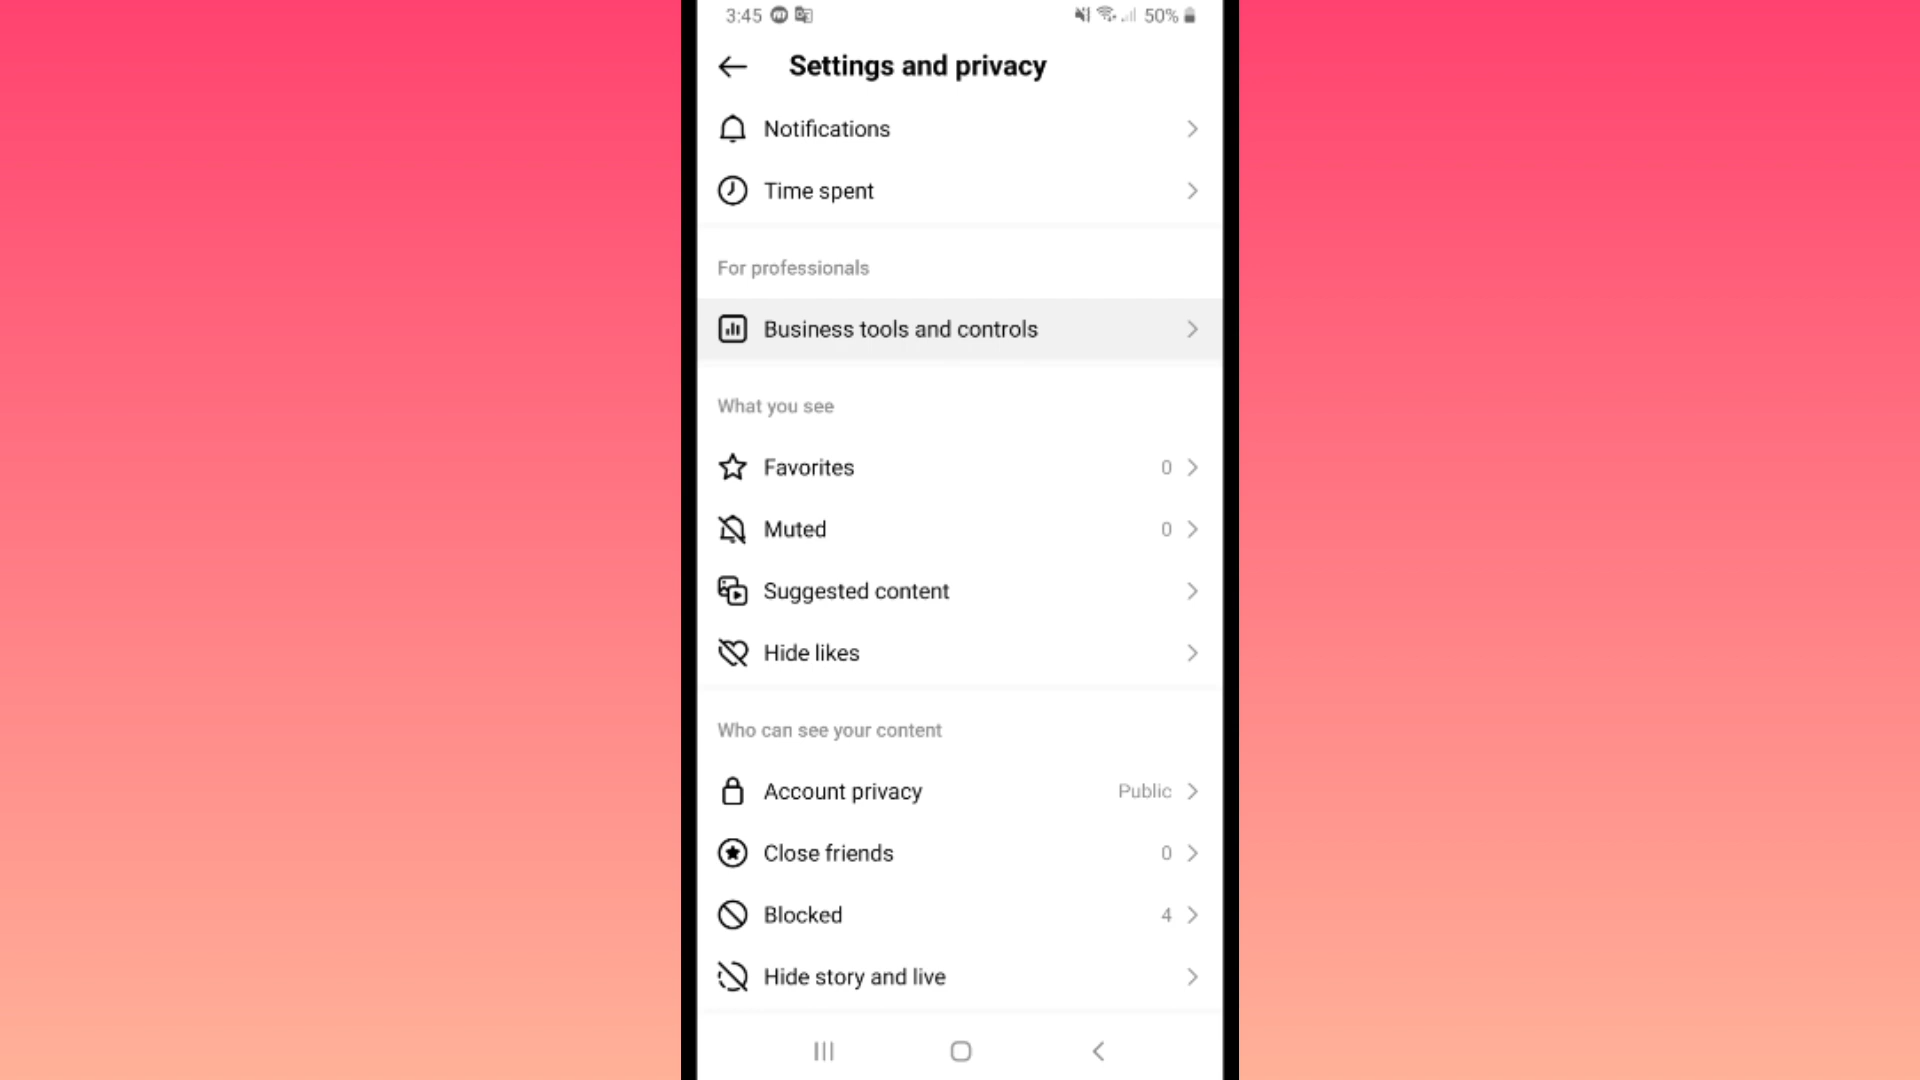 3:45 50%
Settings and privacy
Notifications
Time spent
For professionals
Business tools and controls
What you see
Favorites 0
Muted 0
Suggested content
Hide likes
Who can see your content
Account privacy Public
Close friends 0
Blocked 4
Hide story and live